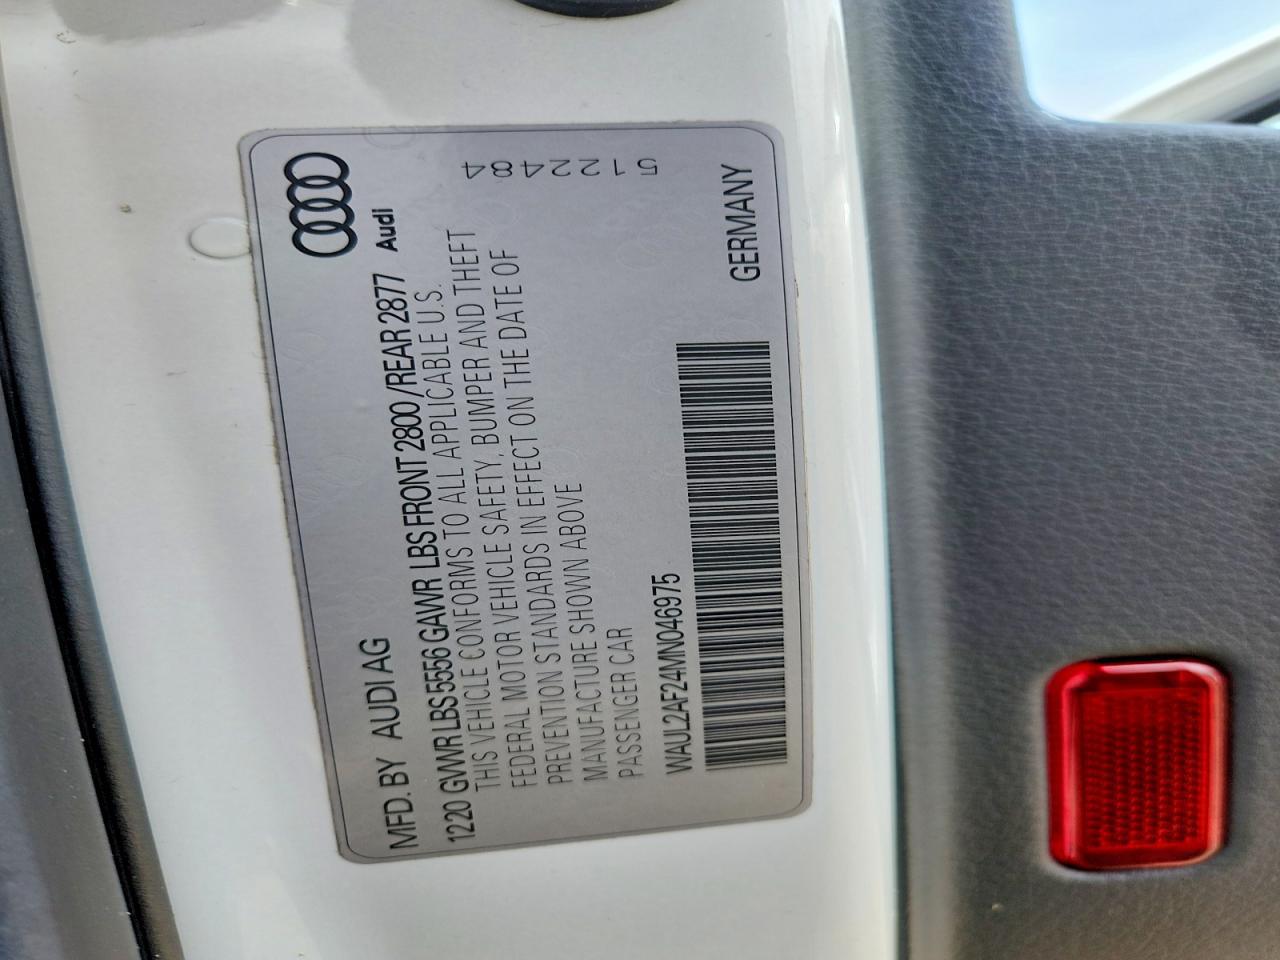 MFD. BY AUDI AG
Audi
1220 GVWR LBS 5556 GAWR LBS FRONT 2800 /REAR 2877
THIS VEHICLE CONFORMS TO ALL APPLICABLE U.S.
FEDERAL MOTOR VEHICLE SAFETY, BUMPER AND THEFT
PREVENTION STANDARDS IN EFFECT ON THE DATE OF
MANUFACTURE SHOWN ABOVE
PASSENGER CAR
WAUL2AF24MN046975
GERMANY
512248